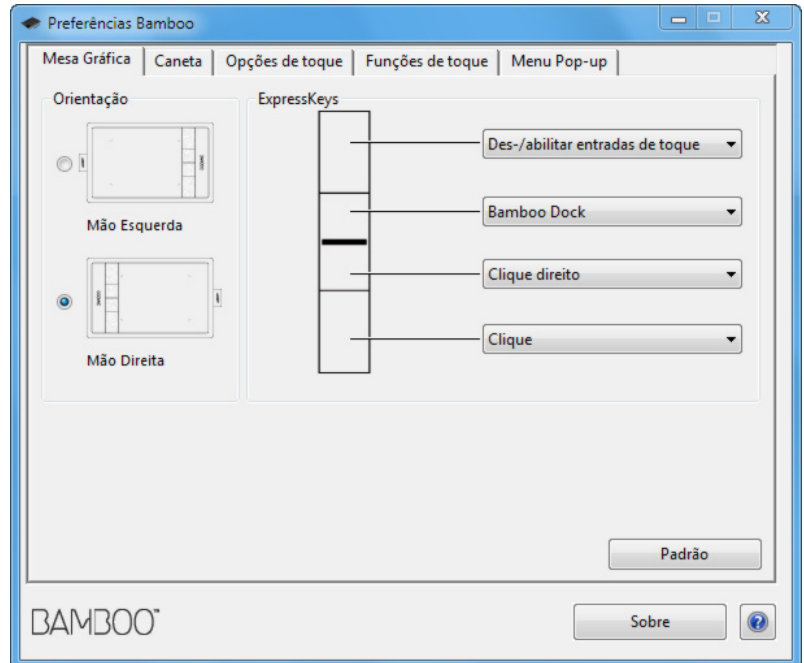 Preferências Bamboo
Mesa Gráfica
Caneta
Opções de toque
Funções de toque
Menu Pop-up
Orientação
ExpressKeys
Des-/abilitar entradas de toque
Mão Esquerda
Bamboo Dock
Clique direito
BAMBOO
Mão Direita
Clique
Padrão
BAMBOO™
Sobre